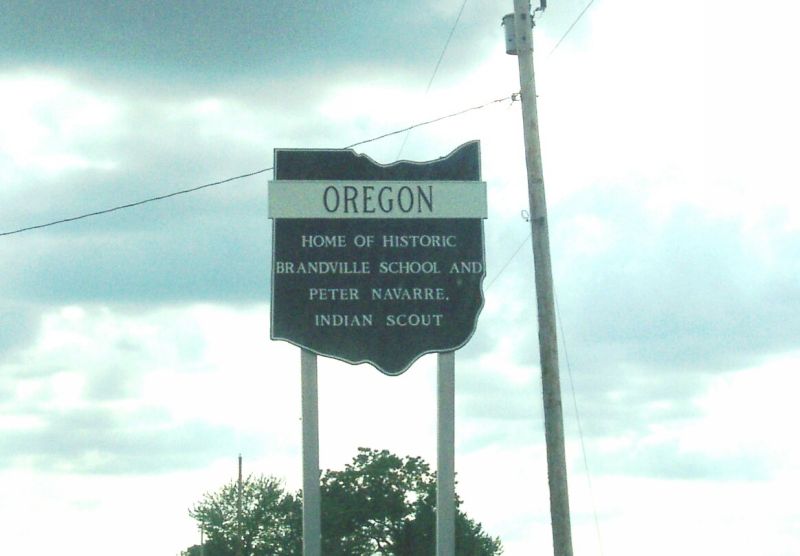 OREGON
HOME OF HISTORIC
BRANDVILLE SCHOOL AND
PETER NAVARRE,
INDIAN SCOUT